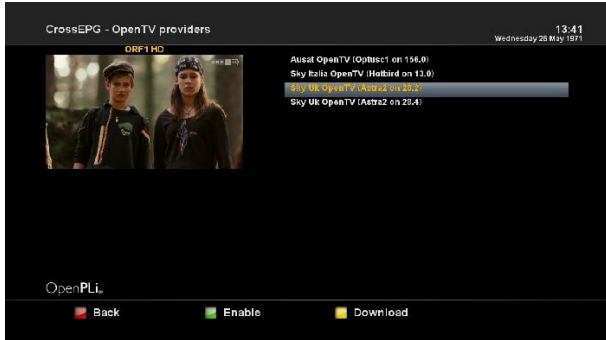 CrossEPG - OpenTV providers
13:41
Wednesday 26 May 1971
ORF1 HD
Ausat OpenTV (Optusc1 on 156.0)
Sky Italia OpenTV (Hotbird on 13.0)
Sky Uk OpenTV (Astra2 on 28.2)
Sky Uk OpenTV (Astra2 on 28.4)
OpenPLi®
Back
Enable
Download